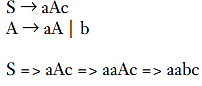 S → aAc
A → aA | b
S => aAc => aaAc => aabc